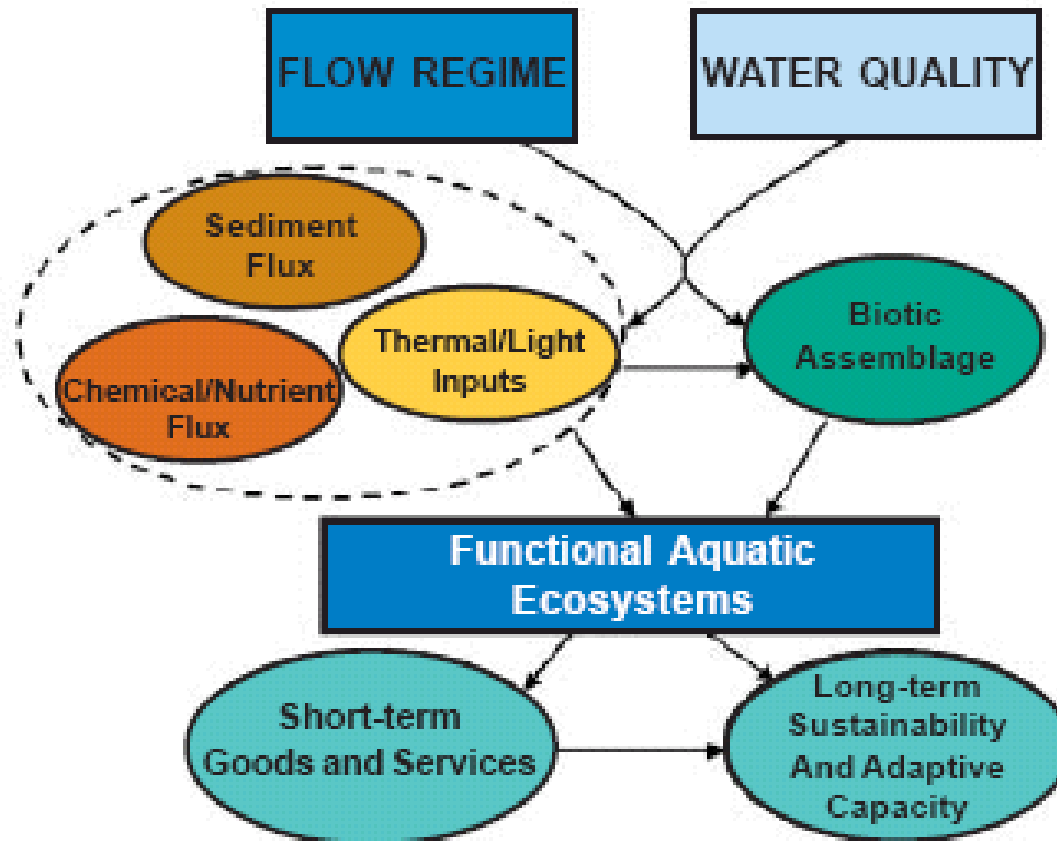 FLOW REGIME
WATER QUALITY
Sediment
Flux
Thermal/Light
Inputs
Chemical/Nutrient
Flux
Biotic
Assemblage
Functional Aquatic
Ecosystems
Short-term
Goods and Services
Long-term
Sustainability
And Adaptive
Capacity